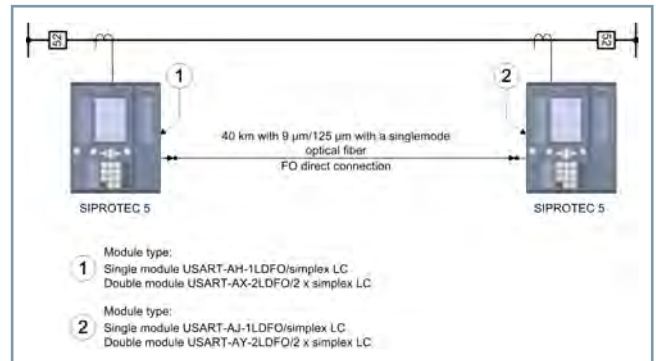 52
52
1
2
40 km with 9 µm/125 µm with a singlemode
optical fiber
FO direct connection
SIPROTEC 5
SIPROTEC 5
Module type:
1
Single module USART-AH-1LDFO/simplex LC
Double module USART-AX-2LDFO/2 x simplex LC
Module type:
2
Single module USART-AJ-1LDFO/simplex LC
Double module USART-AY-2LDFO/2 x simplex LC